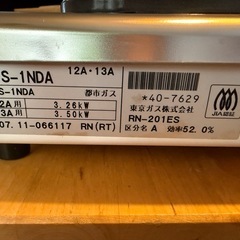 S-1NDA 12A・13A
S-1NDA 都市ガス
2A用 3.26kW
3A用 3.50kW
07.11-066117 RN(RT)
*40-7629
東京ガス株式会社
RN-201ES
区分名 A 効率52.0%
JIA認証